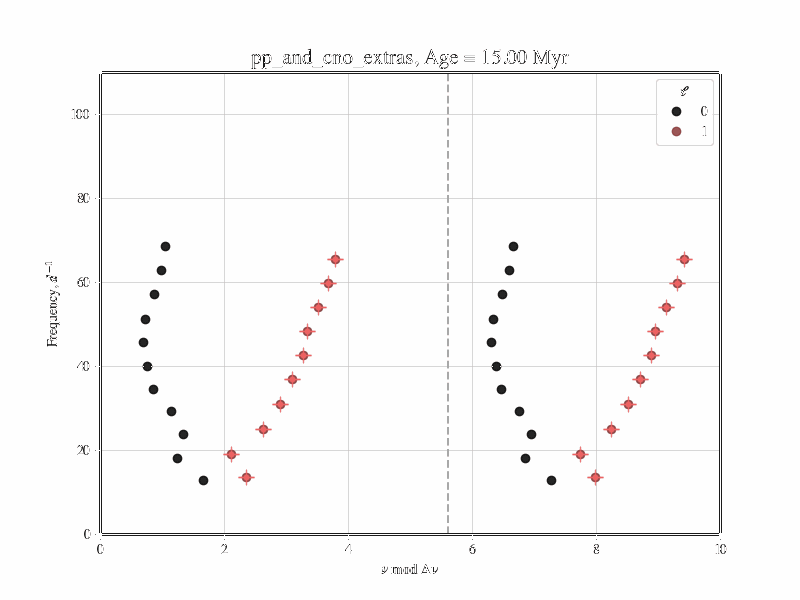 pp_and_cno_extras, Age = 15.00 Myr
ℓ
0
1
100
80
60
40
20
0
Frequency, d⁻¹
0 2 4 6 8 10
ν mod Δν